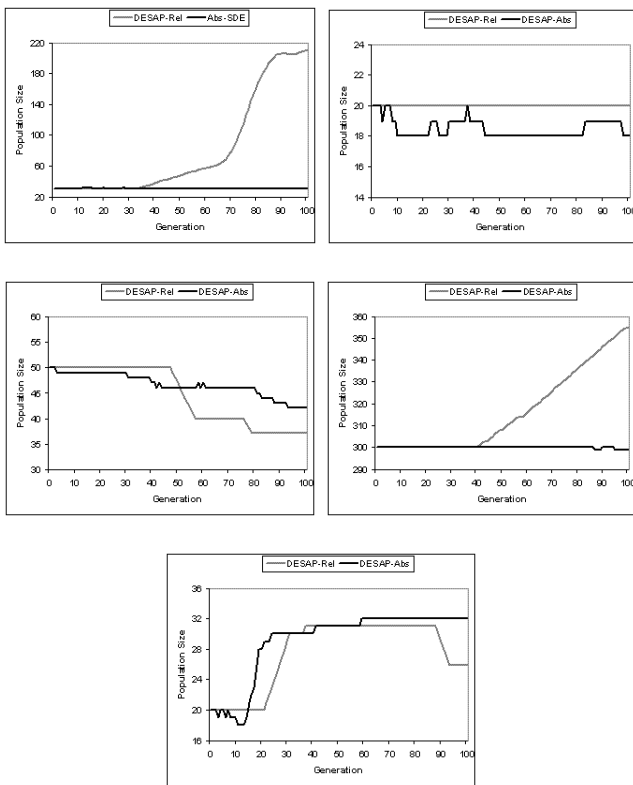 DESAP-Rel Abs-SDE
220
180
140
100
60
20
0 10 20 30 40 50 60 70 80 90 100
Population Size
Generation
DESAP-Rel DESAP-Abs
24
22
20
18
16
14
0 10 20 30 40 50 60 70 80 90 100
Population Size
Generation
DESAP-Rel DESAP-Abs
60
55
50
45
40
35
30
0 10 20 30 40 50 60 70 80 90 100
Population Size
Generation
DESAP-Rel DESAP-Abs
360
350
340
330
320
310
300
290
0 10 20 30 40 50 60 70 80 90 100
Population Size
Generation
DESAP-Rel DESAP-Abs
36
32
28
24
20
16
0 10 20 30 40 50 60 70 80 90 100
Population Size
Generation